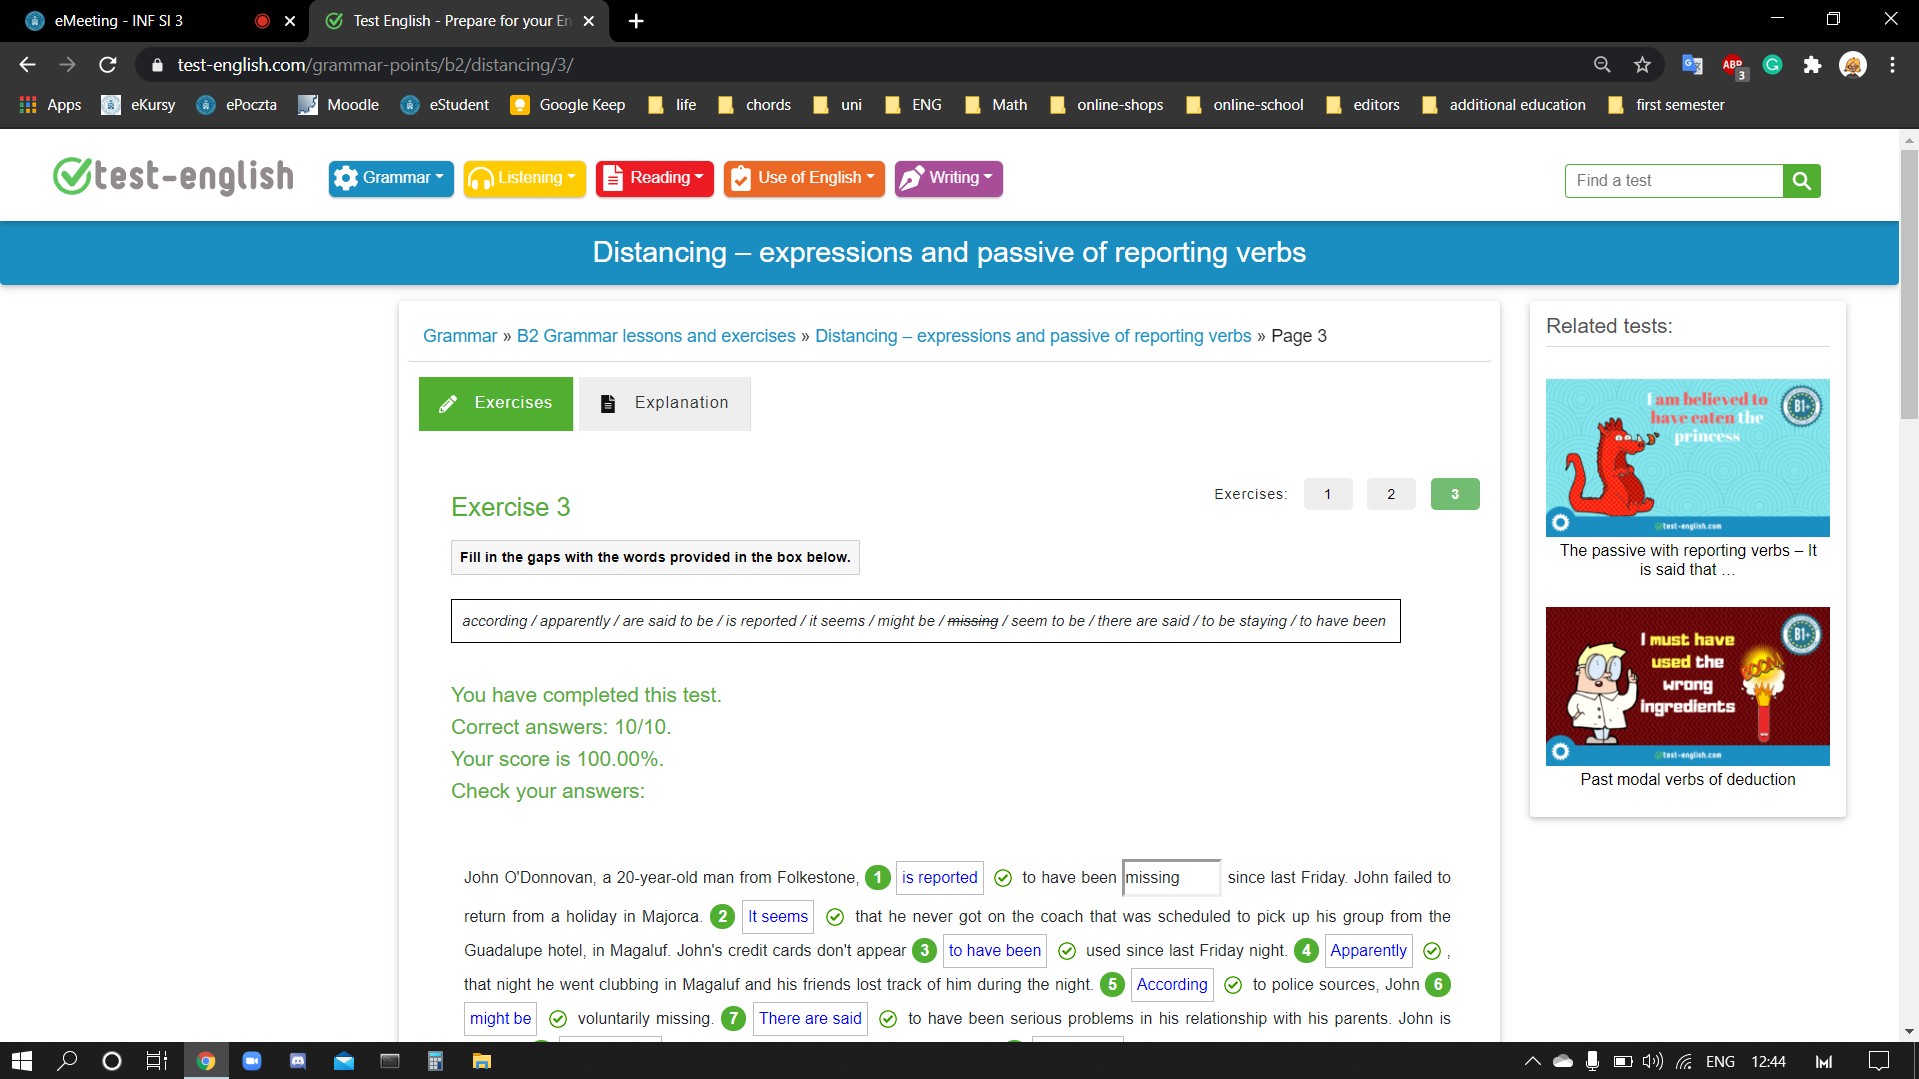 eMeeting - INF SI 3
Test English - Prepare for your En
test-english.com/grammar-points/b2/distancing/3/
ABP
3
Apps
eKursy
ePoczta
Moodle
eStudent
Google Keep
life
chords
uni
ENG
Math
online-shops
online-school
editors
additional education
first semester
test-english
Grammar
Listening
Reading
Use of English
Writing
Find a test
Distancing – expressions and passive of reporting verbs
Grammar » B2 Grammar lessons and exercises » Distancing – expressions and passive of reporting verbs » Page 3
Exercises
Explanation
Exercise 3
Exercises: 1 2 3
Fill in the gaps with the words provided in the box below.
according / apparently / are said to be / is reported / it seems / might be / missing / seem to be / there are said / to be staying / to have been
You have completed this test.
Correct answers: 10/10.
Your score is 100.00%.
Check your answers:
John O'Donnovan, a 20-year-old man from Folkestone, 1 is reported to have been missing since last Friday. John failed to
return from a holiday in Majorca. 2 It seems that he never got on the coach that was scheduled to pick up his group from the
Guadalupe hotel, in Magaluf. John's credit cards don't appear 3 to have been used since last Friday night. 4 Apparently ,
that night he went clubbing in Magaluf and his friends lost track of him during the night. 5 According to police sources, John 6
might be voluntarily missing. 7 There are said to have been serious problems in his relationship with his parents. John is
Related tests:
I am believed to
have eaten the
princess
B1+
test-english.com
The passive with reporting verbs – It
is said that …
I must have
used the
wrong
ingredients
BOOM
B1+
test-english.com
Past modal verbs of deduction
ENG
12:44